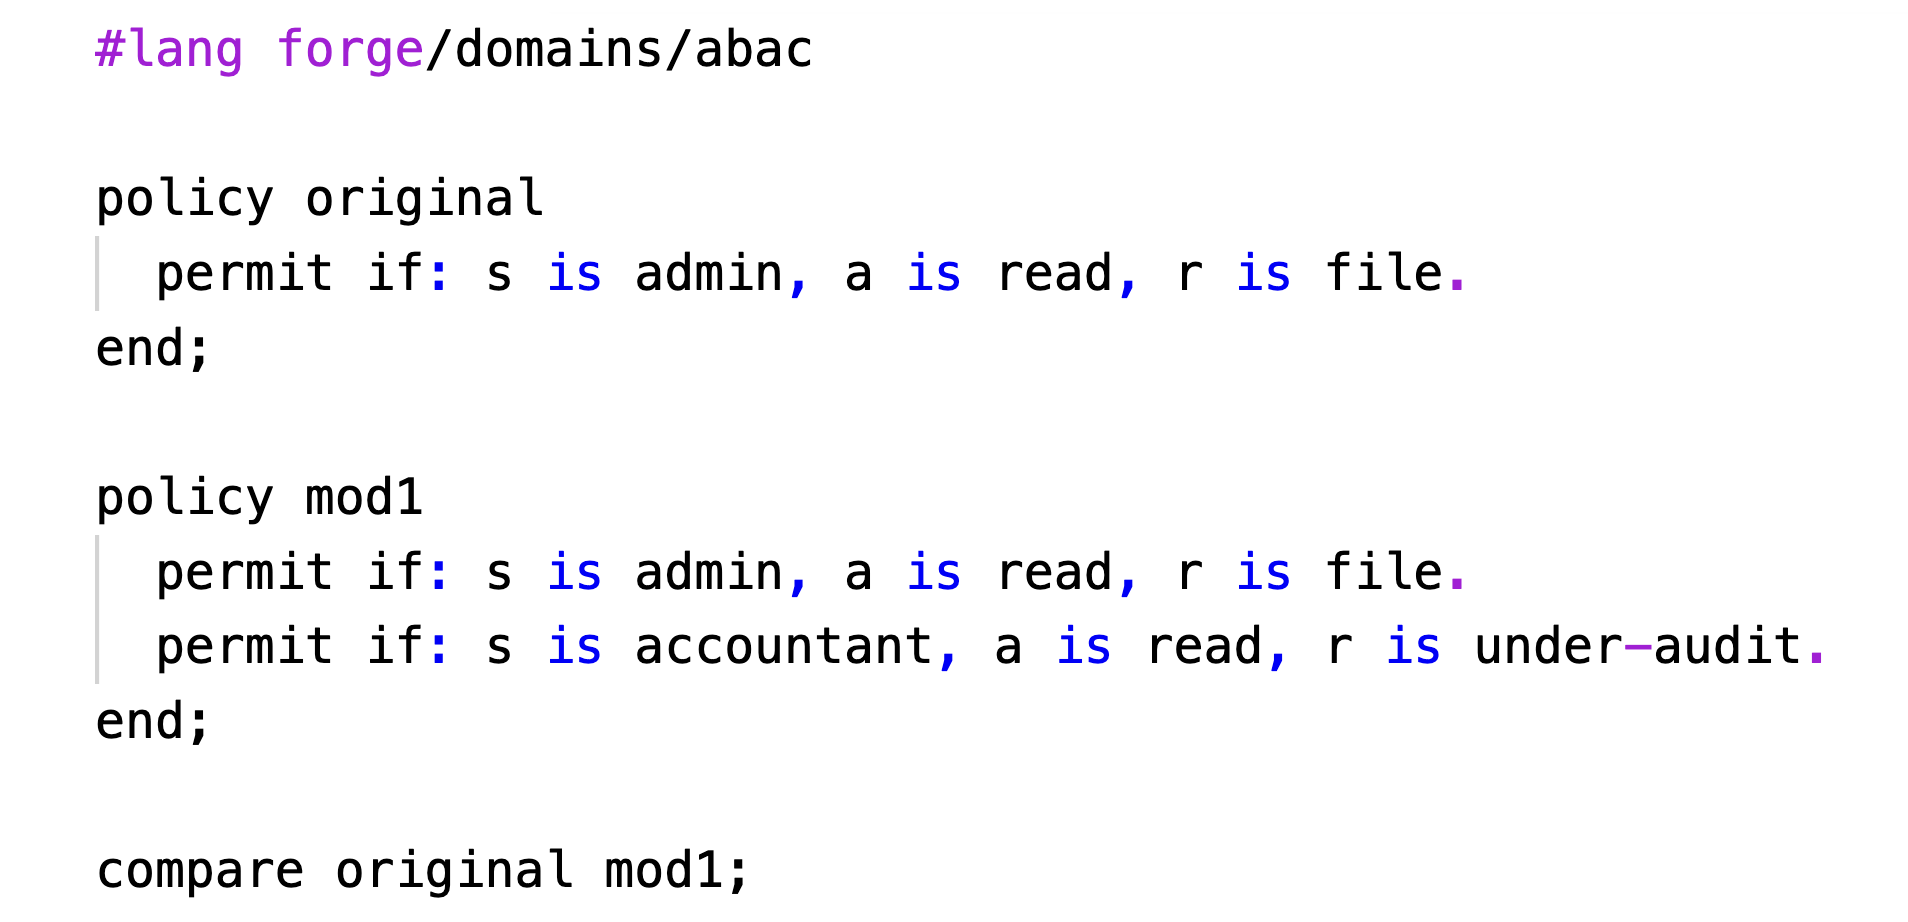 #lang forge/domains/abac
policy original
permit if: s is admin, a is read, r is file.
end;
policy mod1
permit if: s is admin, a is read, r is file.
permit if: s is accountant, a is read, r is under-audit.
end;
compare original mod1;